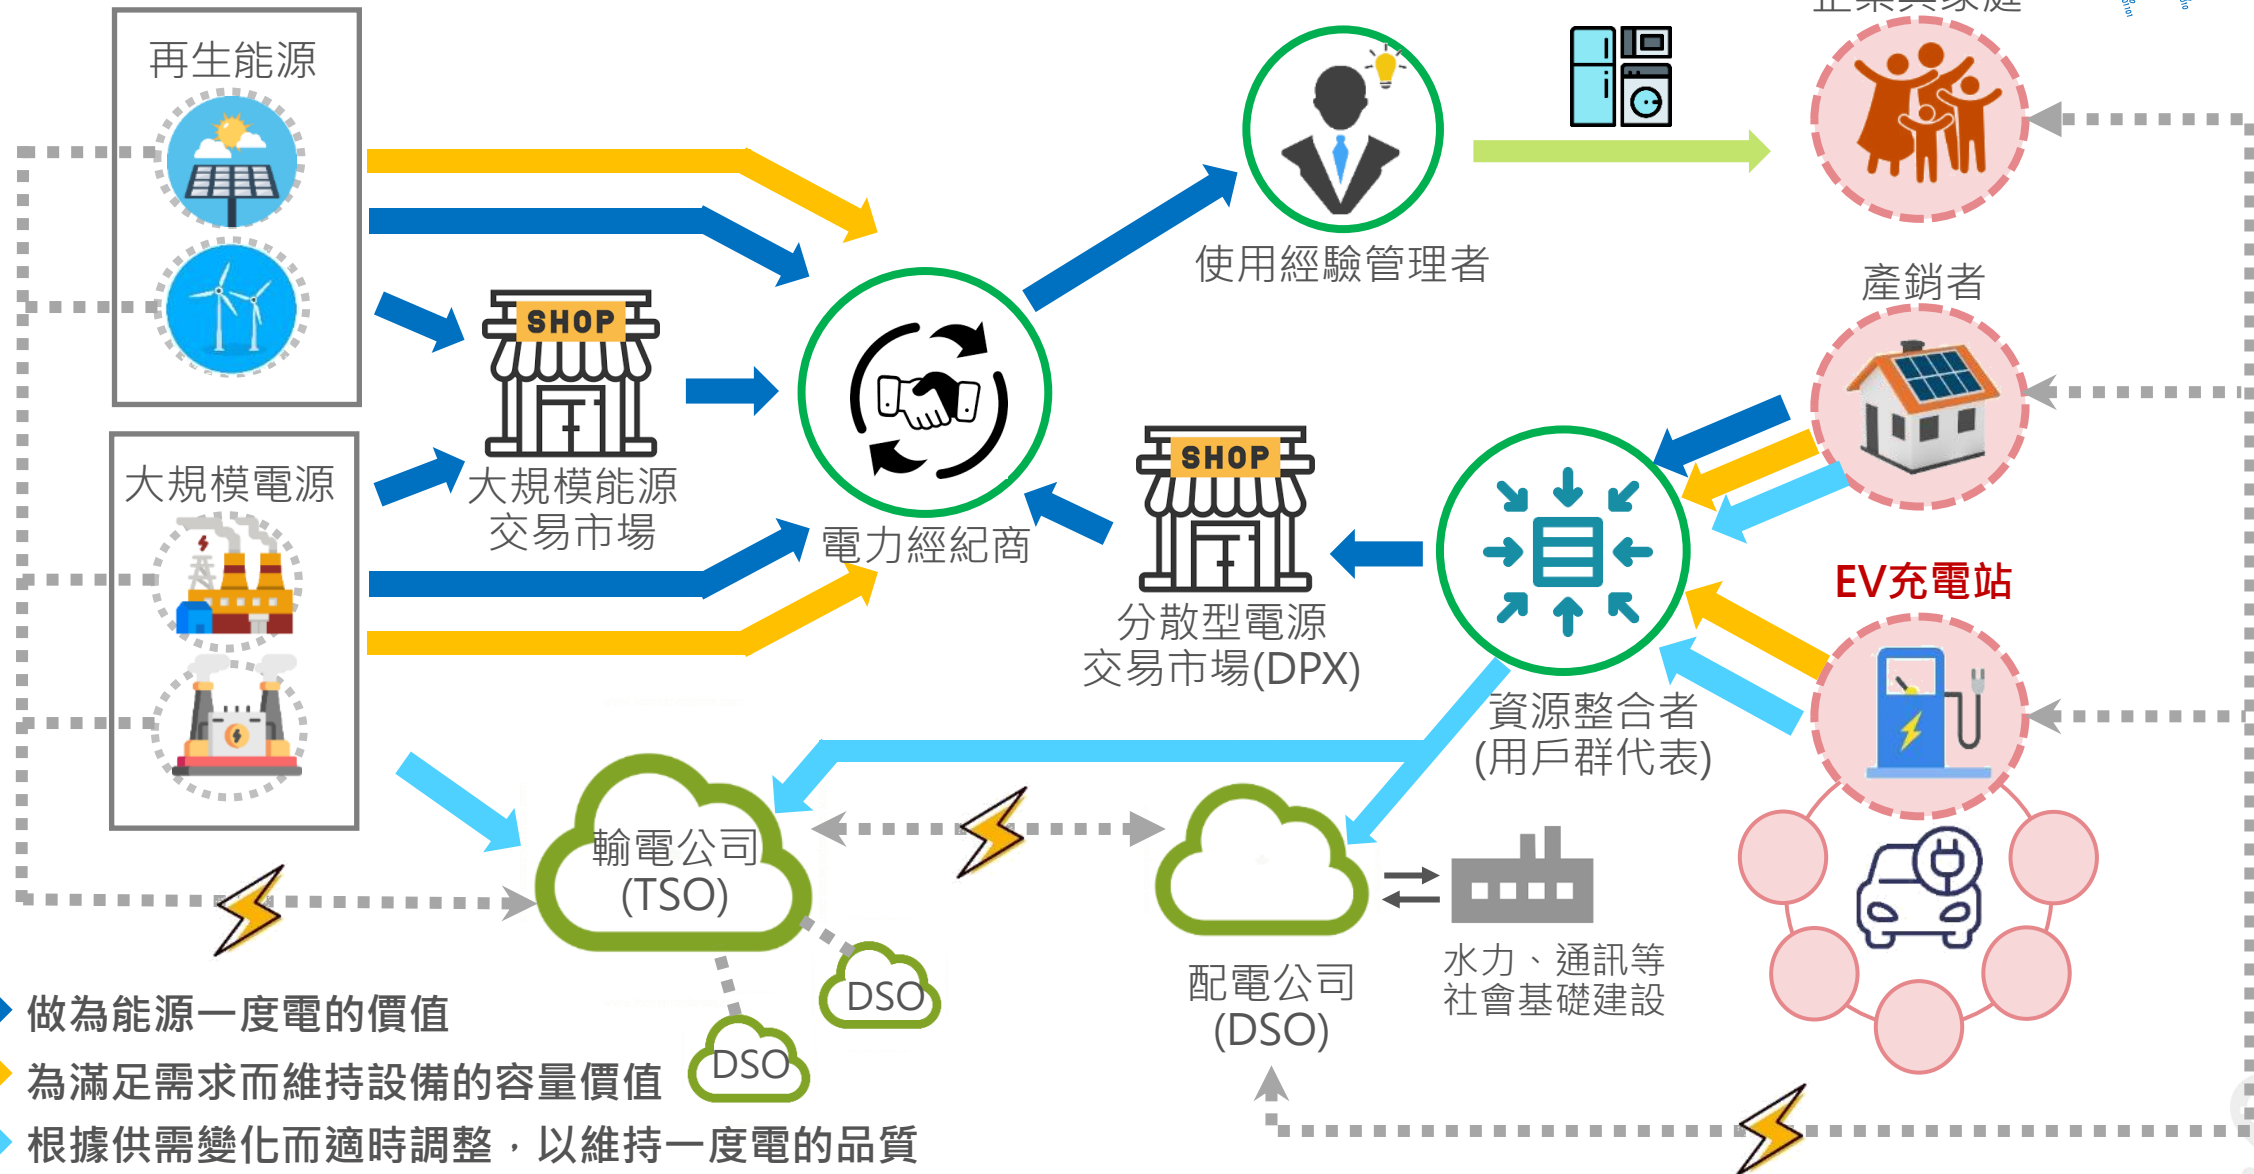 企業與家庭
再生能源
使用經驗管理者
產銷者
SHOP
大規模能源
交易市場
大規模電源
電力經紀商
SHOP
分散型電源
交易市場(DPX)
EV充電站
資源整合者
(用戶群代表)
輸電公司
(TSO)
DSO
DSO
配電公司
(DSO)
水力、通訊等
社會基礎建設
做為能源一度電的價值
為滿足需求而維持設備的容量價值
根據供需變化而適時調整，以維持一度電的品質